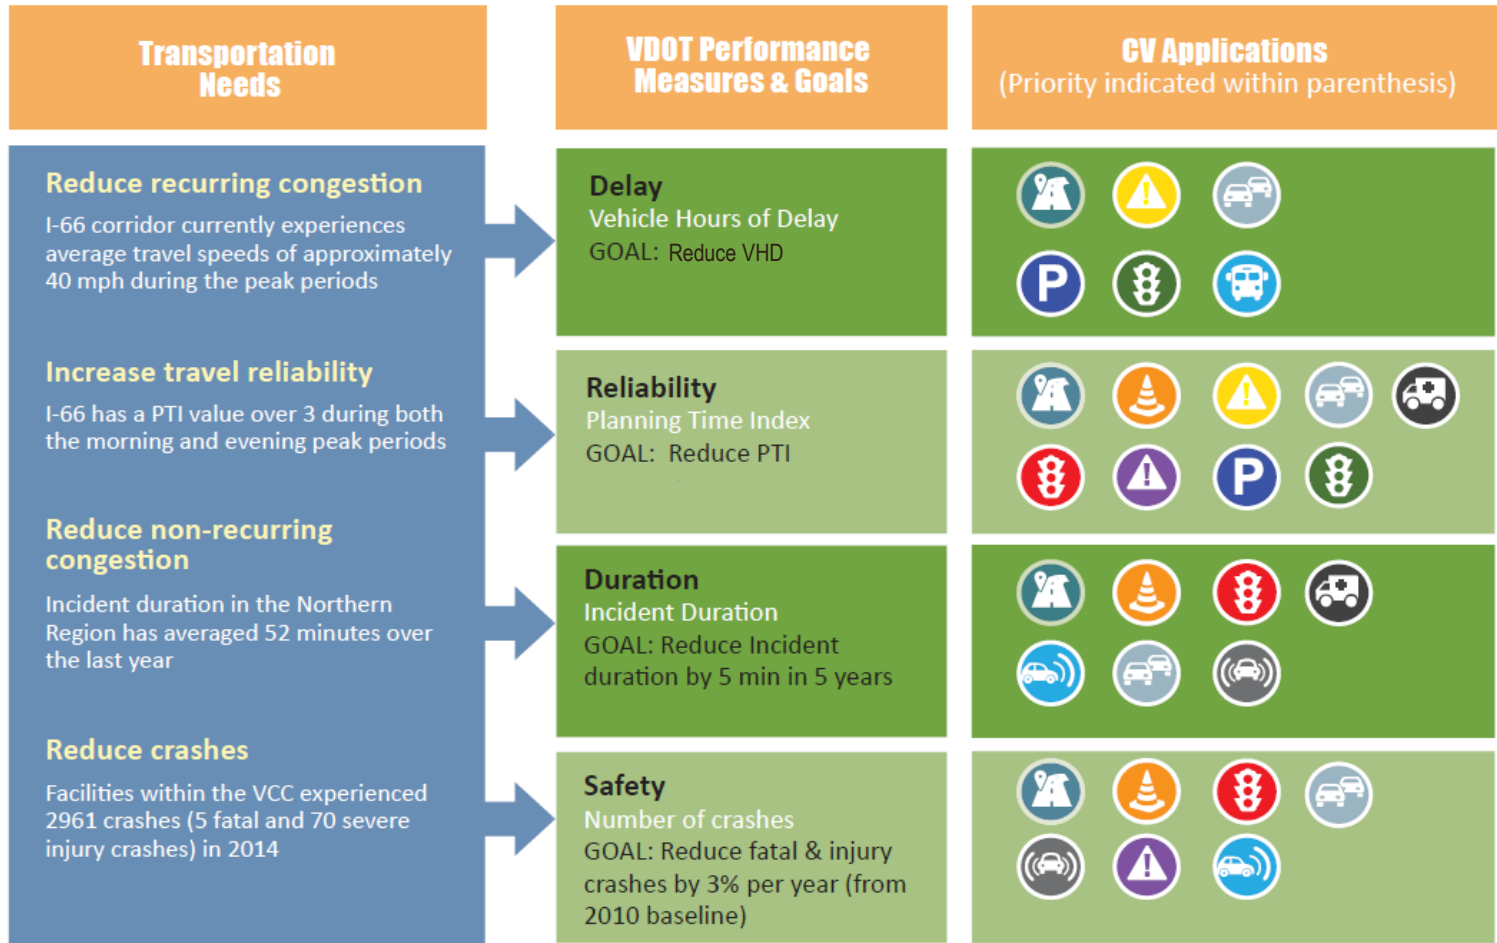 Transportation
Needs
VDOT Performance
Measures & Goals
CV Applications
(Priority indicated within parenthesis)
Reduce recurring congestion
I-66 corridor currently experiences
average travel speeds of approximately
40 mph during the peak periods
Delay
Vehicle Hours of Delay
GOAL: Reduce VHD
P
Increase travel reliability
I-66 has a PTI value over 3 during both
the morning and evening peak periods
Reliability
Planning Time Index
GOAL: Reduce PTI
P
Reduce non-recurring
congestion
Incident duration in the Northern
Region has averaged 52 minutes over
the last year
Duration
Incident Duration
GOAL: Reduce Incident
duration by 5 min in 5 years
Reduce crashes
Facilities within the VCC experienced
2961 crashes (5 fatal and 70 severe
injury crashes) in 2014
Safety
Number of crashes
GOAL: Reduce fatal & injury
crashes by 3% per year (from
2010 baseline)